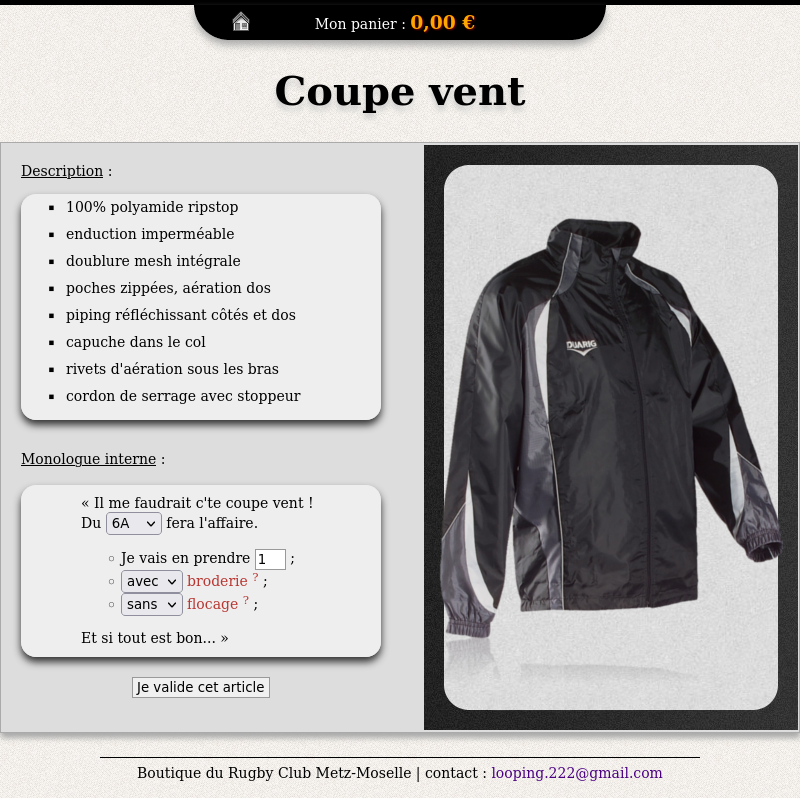 Mon panier : 0,00 €
Coupe vent
Description :
100% polyamide ripstop
enduction imperméable
doublure mesh intégrale
poches zippées, aération dos
piping réfléchissant côtés et dos
capuche dans le col
rivets d'aération sous les bras
cordon de serrage avec stoppeur
DUARIG
Monologue interne :
« Il me faudrait c'te coupe vent !
Du 6A fera l'affaire.
Je vais en prendre 1 ;
avec broderie ? ;
sans flocage ? ;
Et si tout est bon... »
Je valide cet article
Boutique du Rugby Club Metz-Moselle | contact : looping.222@gmail.com